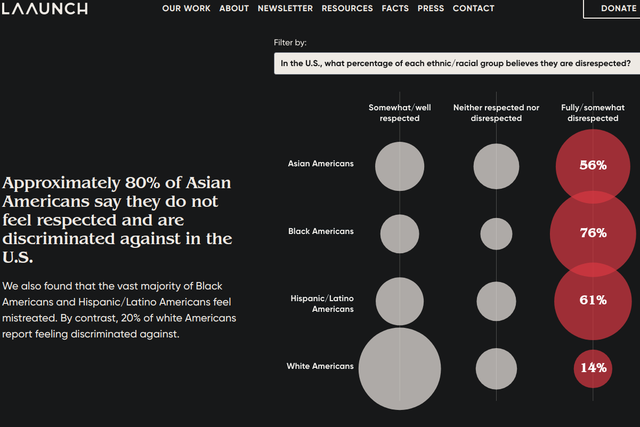 LAAUNCH
OUR WORK ABOUT NEWSLETTER RESOURCES FACTS PRESS CONTACT DONATE
Filter by:
In the U.S., what percentage of each ethnic/racial group believes they are disrespected?
Somewhat/well
respected
Neither respected nor
disrespected
Fully/somewhat
disrespected
Asian Americans
56%
Black Americans
76%
Hispanic/Latino
Americans
61%
White Americans
14%
Approximately 80% of Asian
Americans say they do not
feel respected and are
discriminated against in the
U.S.
We also found that the vast majority of Black
Americans and Hispanic/Latino Americans feel
mistreated. By contrast, 20% of white Americans
report feeling discriminated against.